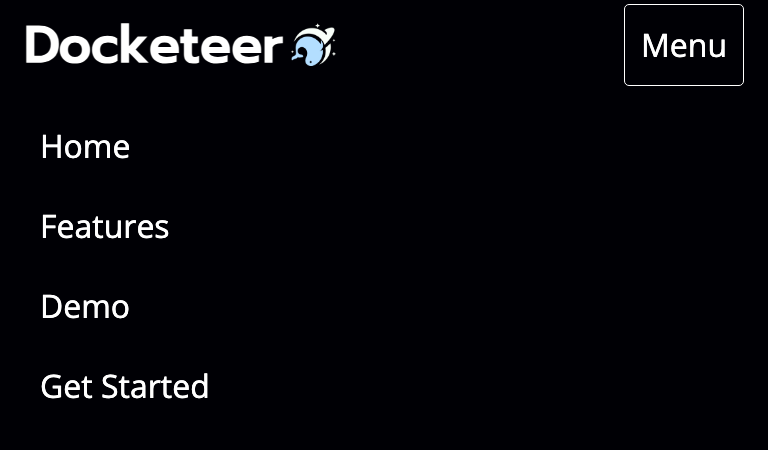 Docketeer
Menu
Home
Features
Demo
Get Started